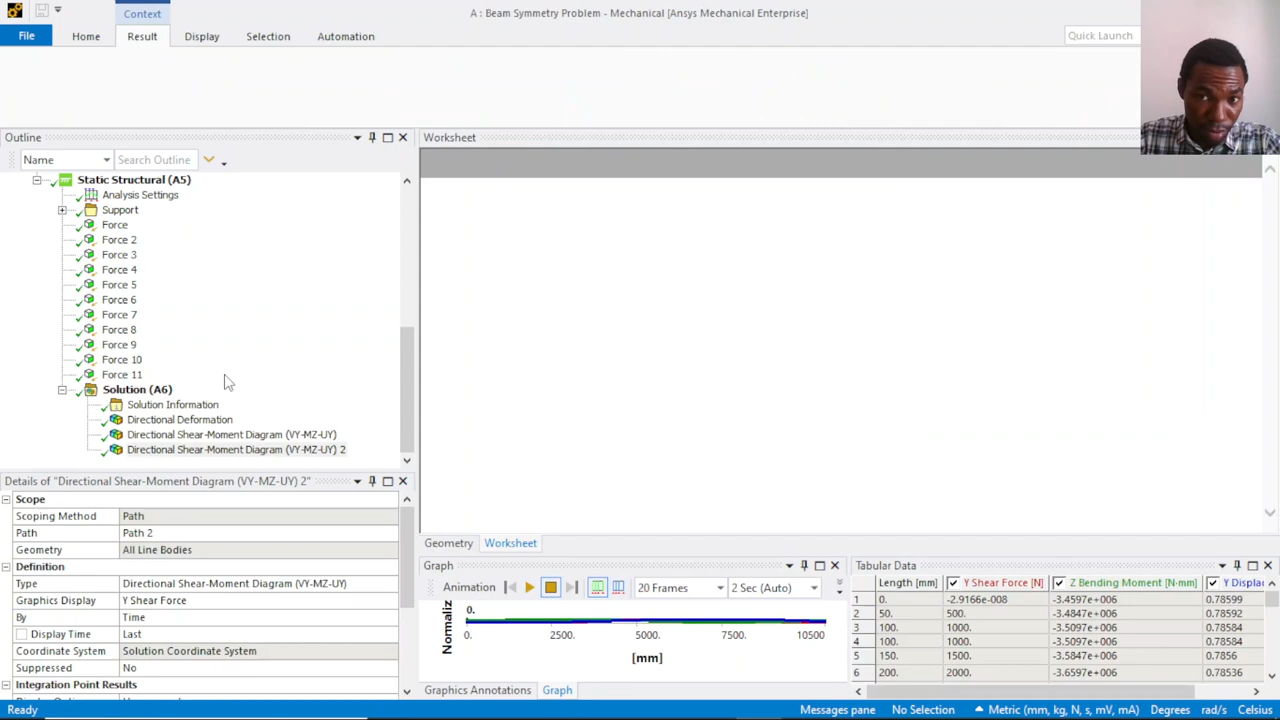 Context
A : Beam Symmetry Problem - Mechanical [Ansys Mechanical Enterprise]
File Home Result Display Selection Automation Quick Launch
Outline
Name Search Outline
Static Structural (A5)
Analysis Settings
Support
Force
Force 2
Force 3
Force 4
Force 5
Force 6
Force 7
Force 8
Force 9
Force 10
Force 11
Solution (A6)
Solution Information
Directional Deformation
Directional Shear-Moment Diagram (VY-MZ-UY)
Directional Shear-Moment Diagram (VY-MZ-UY) 2
Details of "Directional Shear-Moment Diagram (VY-MZ-UY) 2"
Scope
Scoping Method Path
Path Path 2
Geometry All Line Bodies
Definition
Type Directional Shear-Moment Diagram (VY-MZ-UY)
Graphics Display Y Shear Force
By Time
Display Time Last
Coordinate System Solution Coordinate System
Suppressed No
Integration Point Results
Worksheet
Geometry Worksheet
Graph
Animation 20 Frames 2 Sec (Auto)
Normaliz
0.
0. 2500. 5000. 7500. 10500
[mm]
Graphics Annotations Graph
Tabular Data
Length [mm] Y Shear Force [N] Z Bending Moment [N·mm] Y Displac
1 0. -2.9166e-008 -3.4597e+006 0.78599
2 50. 500. -3.4847e+006 0.78592
3 100. 1000. -3.5097e+006 0.78584
4 100. 1000. -3.5097e+006 0.78584
5 150. 1500. -3.5847e+006 0.7856
6 200. 2000. -3.6597e+006 0.78536
Ready Messages pane No Selection Metric (mm, kg, N, s, mV, mA) Degrees rad/s Celsius